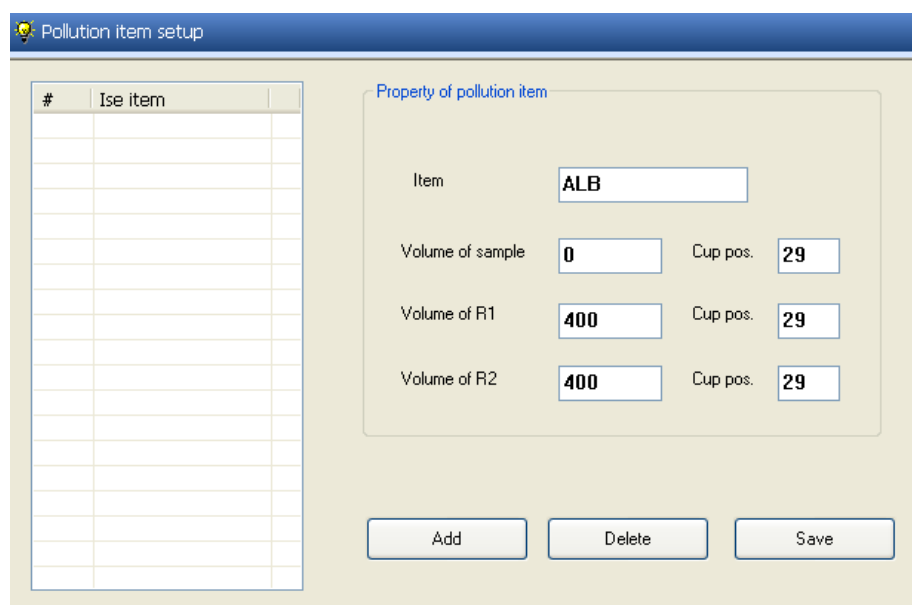 Pollution item setup
# Ise item
Property of pollution item
Item ALB
Volume of sample 0 Cup pos. 29
Volume of R1 400 Cup pos. 29
Volume of R2 400 Cup pos. 29
Add Delete Save